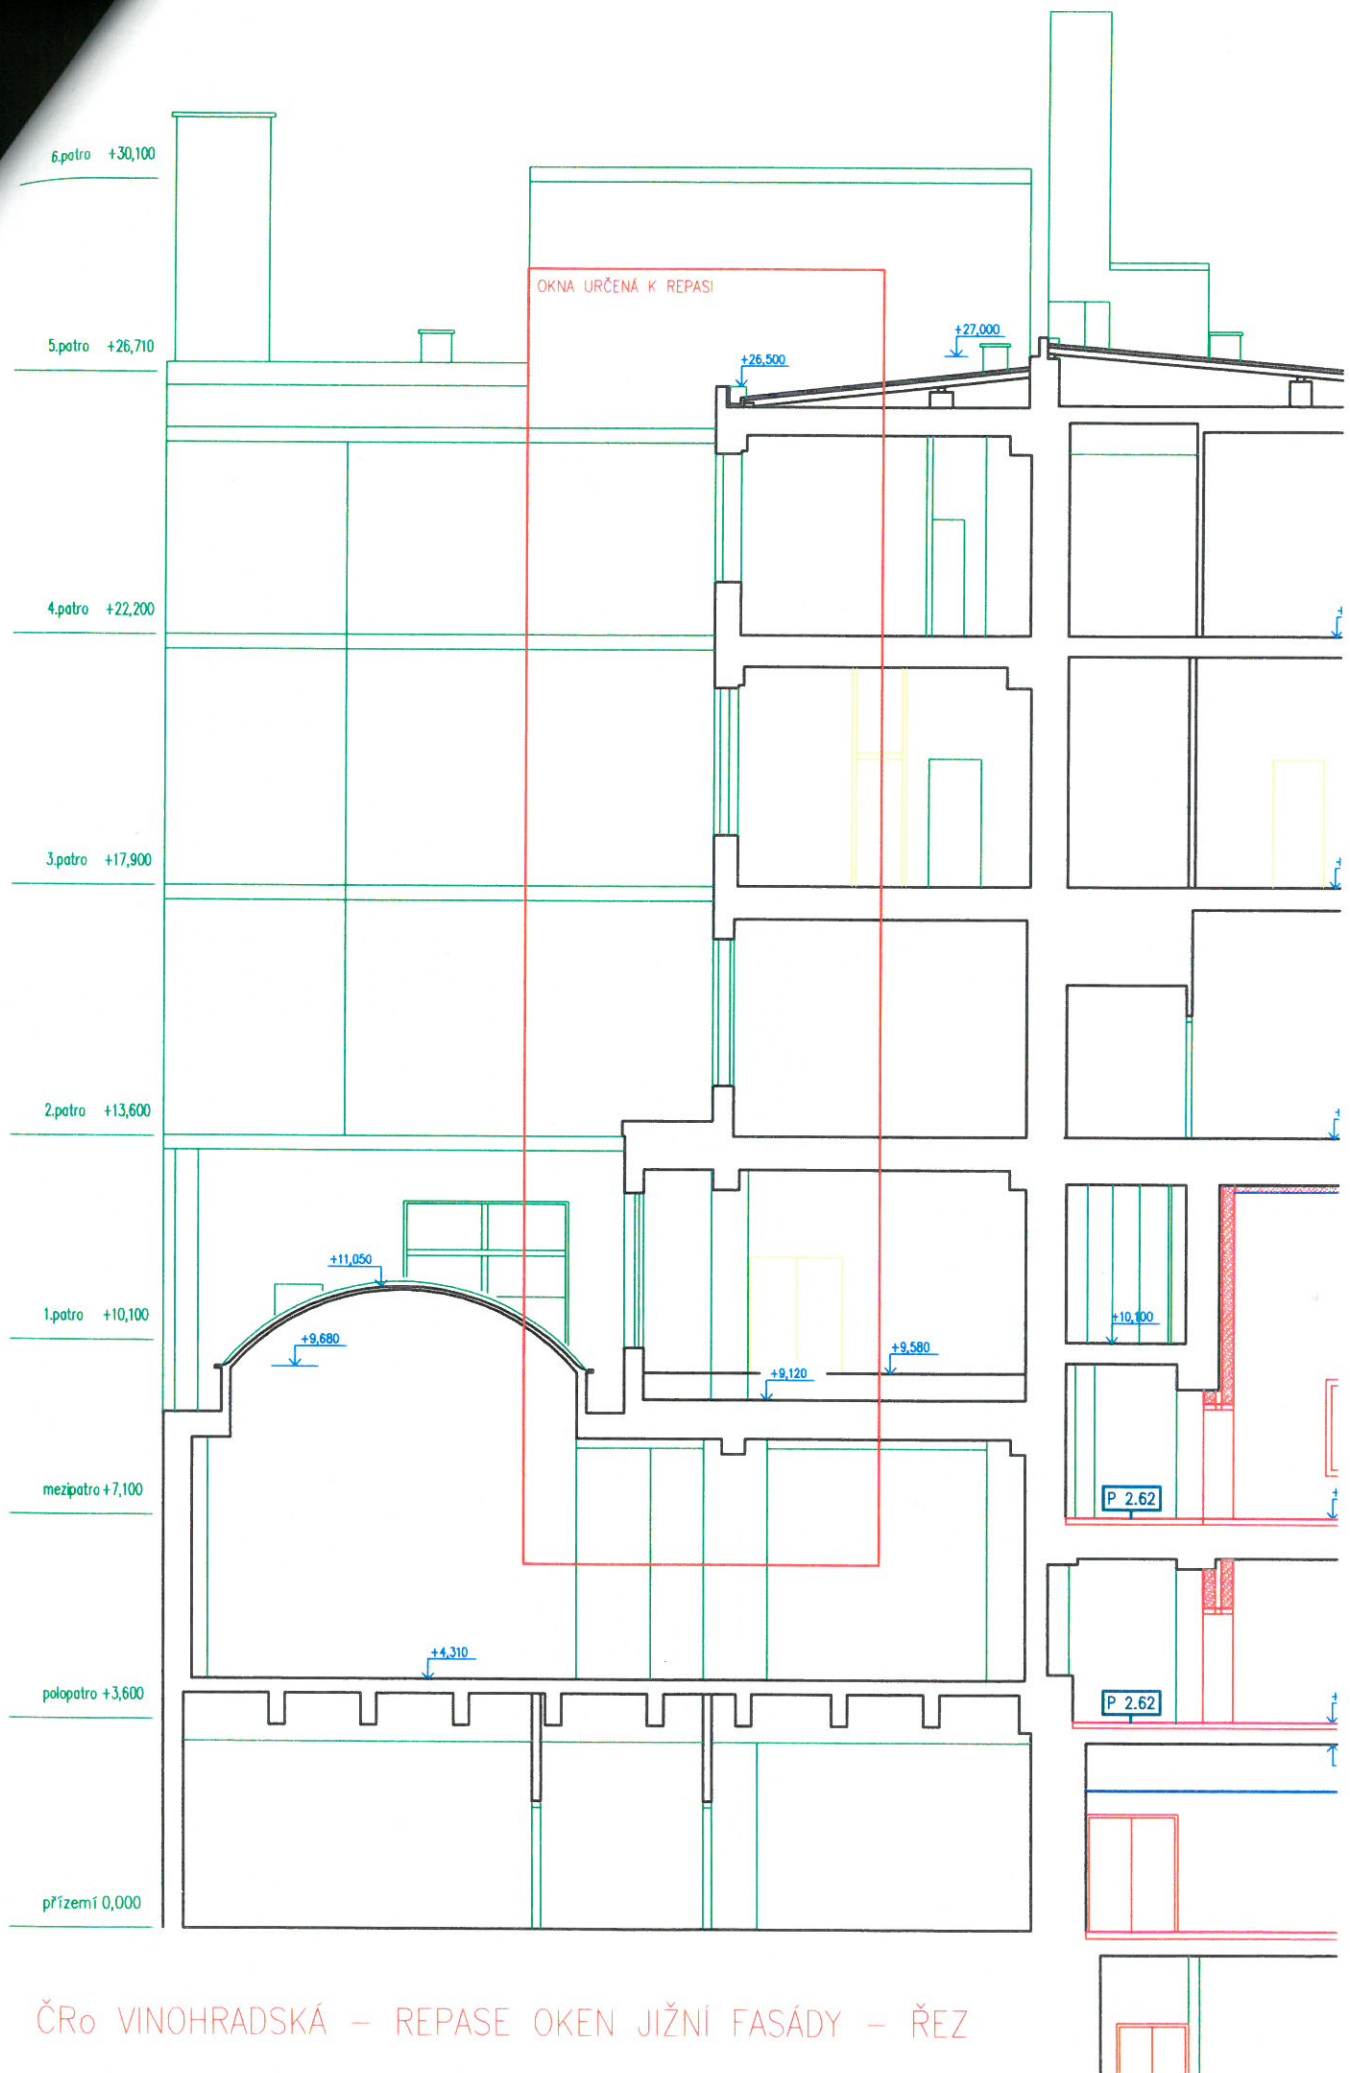 6.patro +30,100
OKNA URČENÁ K REPASI
5.patro +26,710
+27,000
+26,500
4.patro +22,200
3.patro +17,900
2.patro +13,600
+11,050
1.patro +10,100
+10,100
+9,680
+9,580
+9,120
mezipatro +7,100
P 2.62
+4,310
polopatro +3,600
P 2.62
přízemí 0,000
ČRo VINOHRADSKÁ – REPASE OKEN JIŽNÍ FASÁDY – ŘEZ